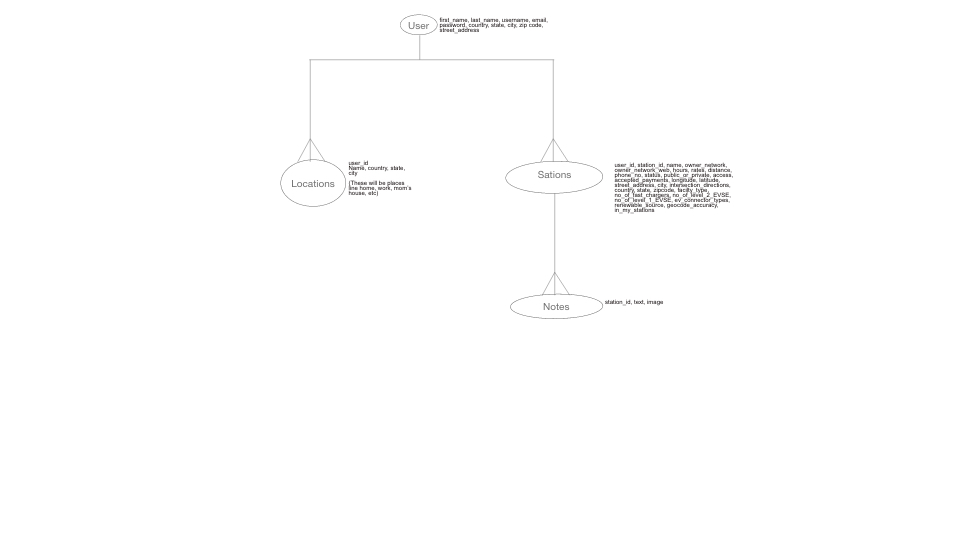 User
first_name, last_name, username, email,
password, country, state, city, zip code,
street_address
Locations
user_id
Name, country, state,
city
(These will be places
line home, work, mom's
house, etc)
Sations
user_id, station_id, name, owner_network,
owner_network_web, hours, rates, distance,
phone_no, status, public_or_private, access,
accepted_payments, longitude, latitude,
street_address, city, intersection_directions,
country, state, zipcode, facilty_type,
no_of_fast_chargers, no_of_level_2_EVSE,
no_of_level_1_EVSE, ev_connector_types,
renewable_source, geocode_accuracy,
in_my_stations
Notes
station_id, text, image